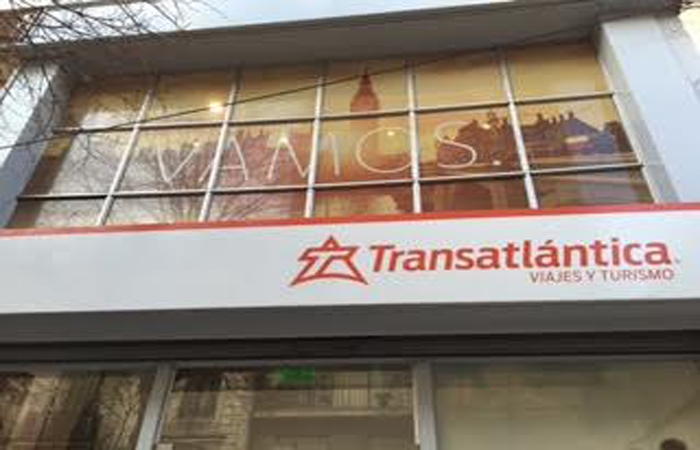 VAMOS.
Transatlántica
VIAJES Y TURISMO